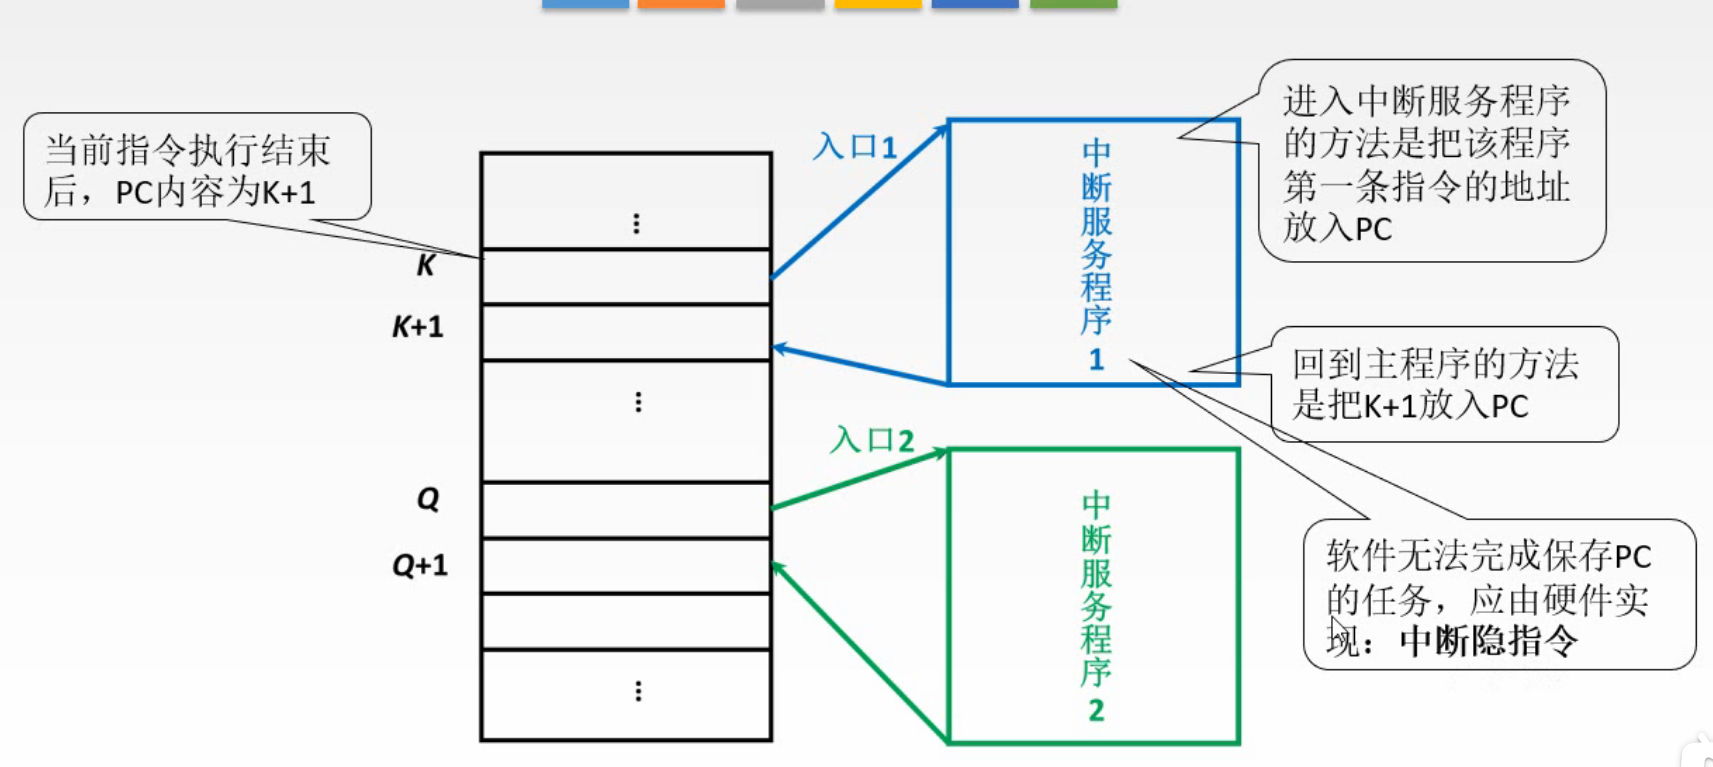 当前指令执行结束
后，PC内容为K+1
K
K+1
⋮
⋮
Q
Q+1
⋮
入口1
中断服务程序1
入口2
中断服务程序2
进入中断服务程序
的方法是把该程序
第一条指令的地址
放入PC
回到主程序的方法
是把K+1放入PC
软件无法完成保存PC
的任务，应由硬件实
现：中断隐指令